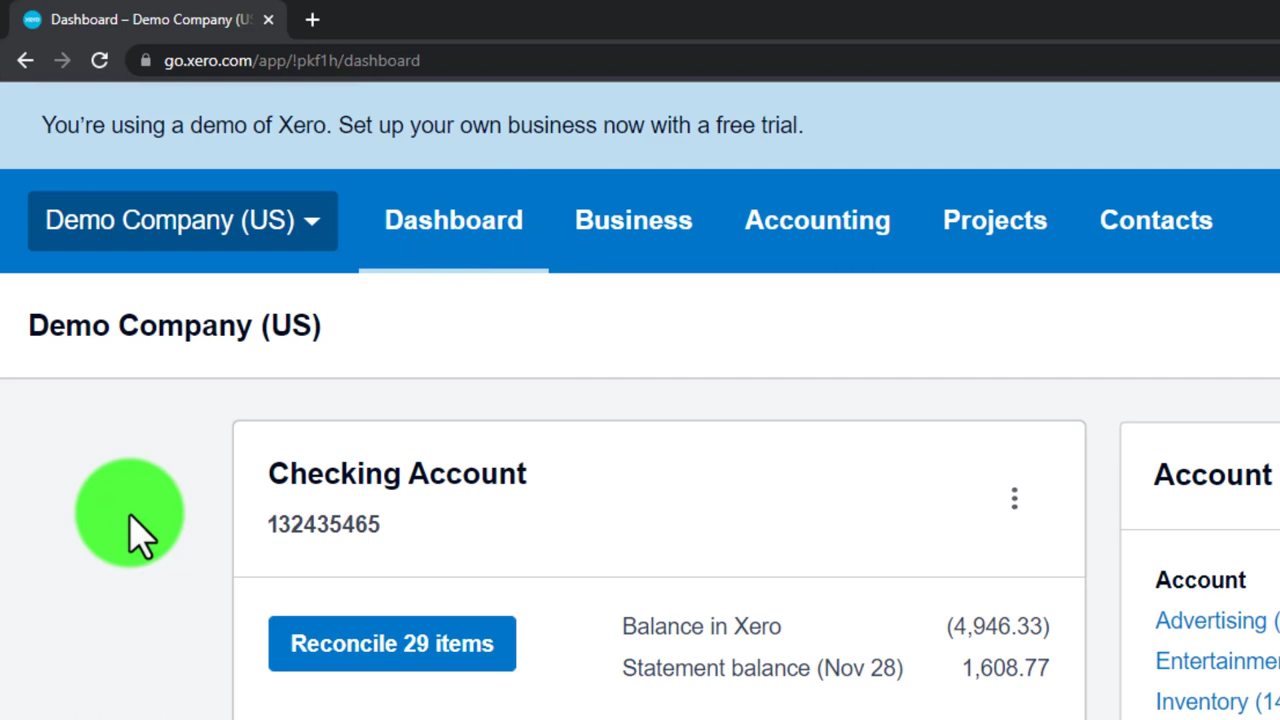 Dashboard – Demo Company (U
go.xero.com/app/!pkf1h/dashboard
You're using a demo of Xero. Set up your own business now with a free trial.
Demo Company (US) Dashboard Business Accounting Projects Contacts
Demo Company (US)
Checking Account
132435465
Reconcile 29 items
Balance in Xero (4,946.33)
Statement balance (Nov 28) 1,608.77
Account
Account
Advertising (
Entertainme
Inventory (14